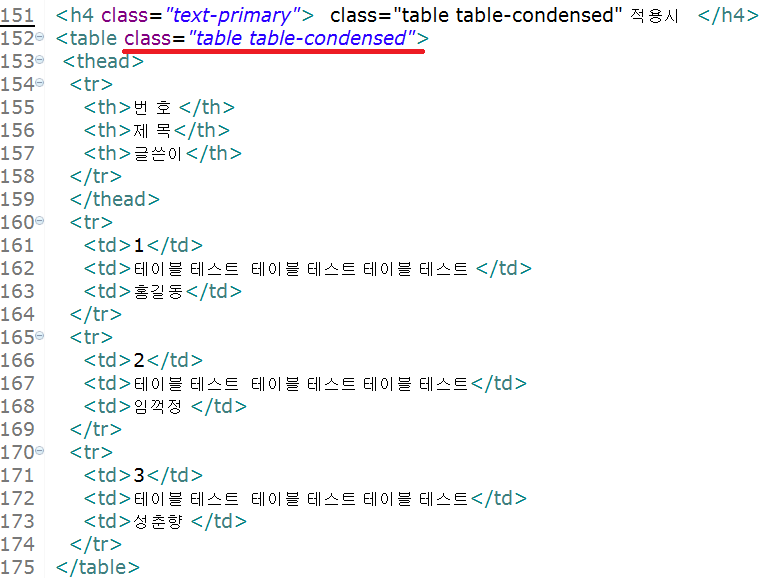 151 <h4 class="text-primary">  class="table table-condensed" 적용시  </h4>
152 <table class="table table-condensed">
153 <thead>
154 <tr>
155 <th>번 호 </th>
156 <th>제 목</th>
157 <th>글쓴이</th>
158 </tr>
159 </thead>
160 <tr>
161 <td>1</td>
162 <td>테이블 테스트  테이블 테스트 테이블 테스트 </td>
163 <td>홍길동</td>
164 </tr>
165 <tr>
166 <td>2</td>
167 <td>테이블 테스트  테이블 테스트 테이블 테스트</td>
168 <td>임꺽정 </td>
169 </tr>
170 <tr>
171 <td>3</td>
172 <td>테이블 테스트  테이블 테스트 테이블 테스트</td>
173 <td>성춘향 </td>
174 </tr>
175 </table>